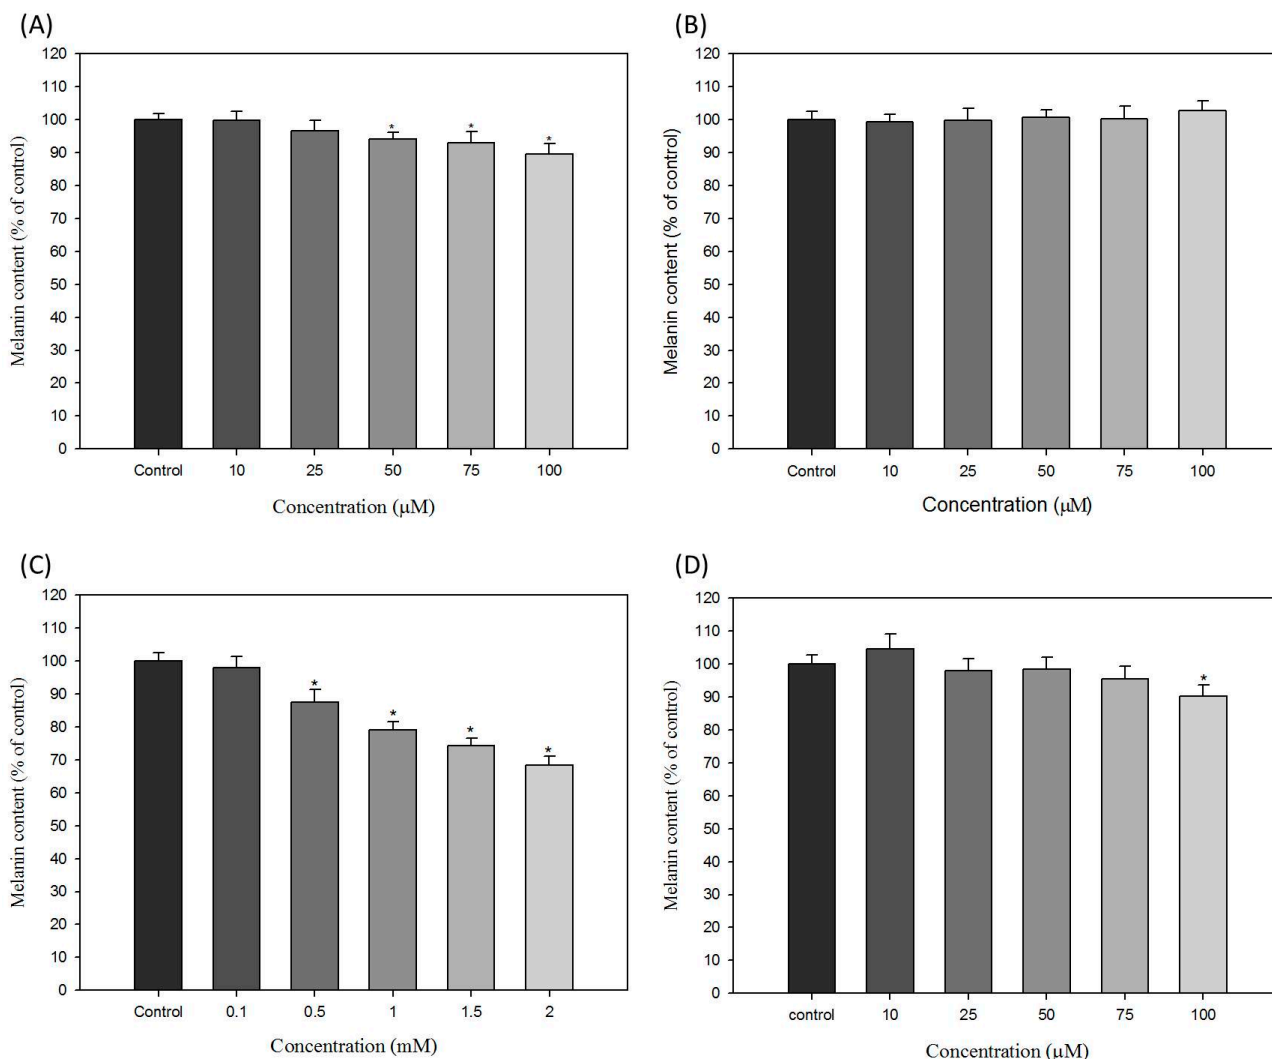 (A)
Melanin content (% of control)
120
110
100
90
80
70
60
50
40
30
20
10
0
* * *
Control 10 25 50 75 100
Concentration (μM)
(B)
Melanin content (% of control)
120
110
100
90
80
70
60
50
40
30
20
10
0
Control 10 25 50 75 100
Concentration (μM)
(C)
Melanin content (% of control)
120
110
100
90
80
70
60
50
40
30
20
10
0
* * * *
Control 0.1 0.5 1 1.5 2
Concentration (mM)
(D)
Melanin content (% of control)
120
110
100
90
80
70
60
50
40
30
20
10
0
*
control 10 25 50 75 100
Concentration (μM)